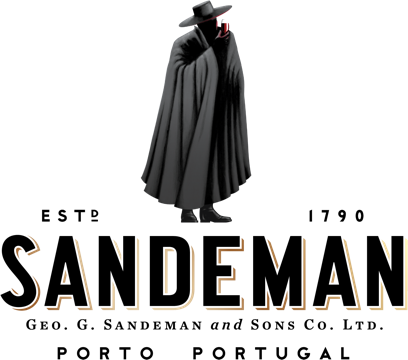 ESTD 1790
SANDEMAN
GEO. G. SANDEMAN and SONS CO. LTD.
PORTO PORTUGAL